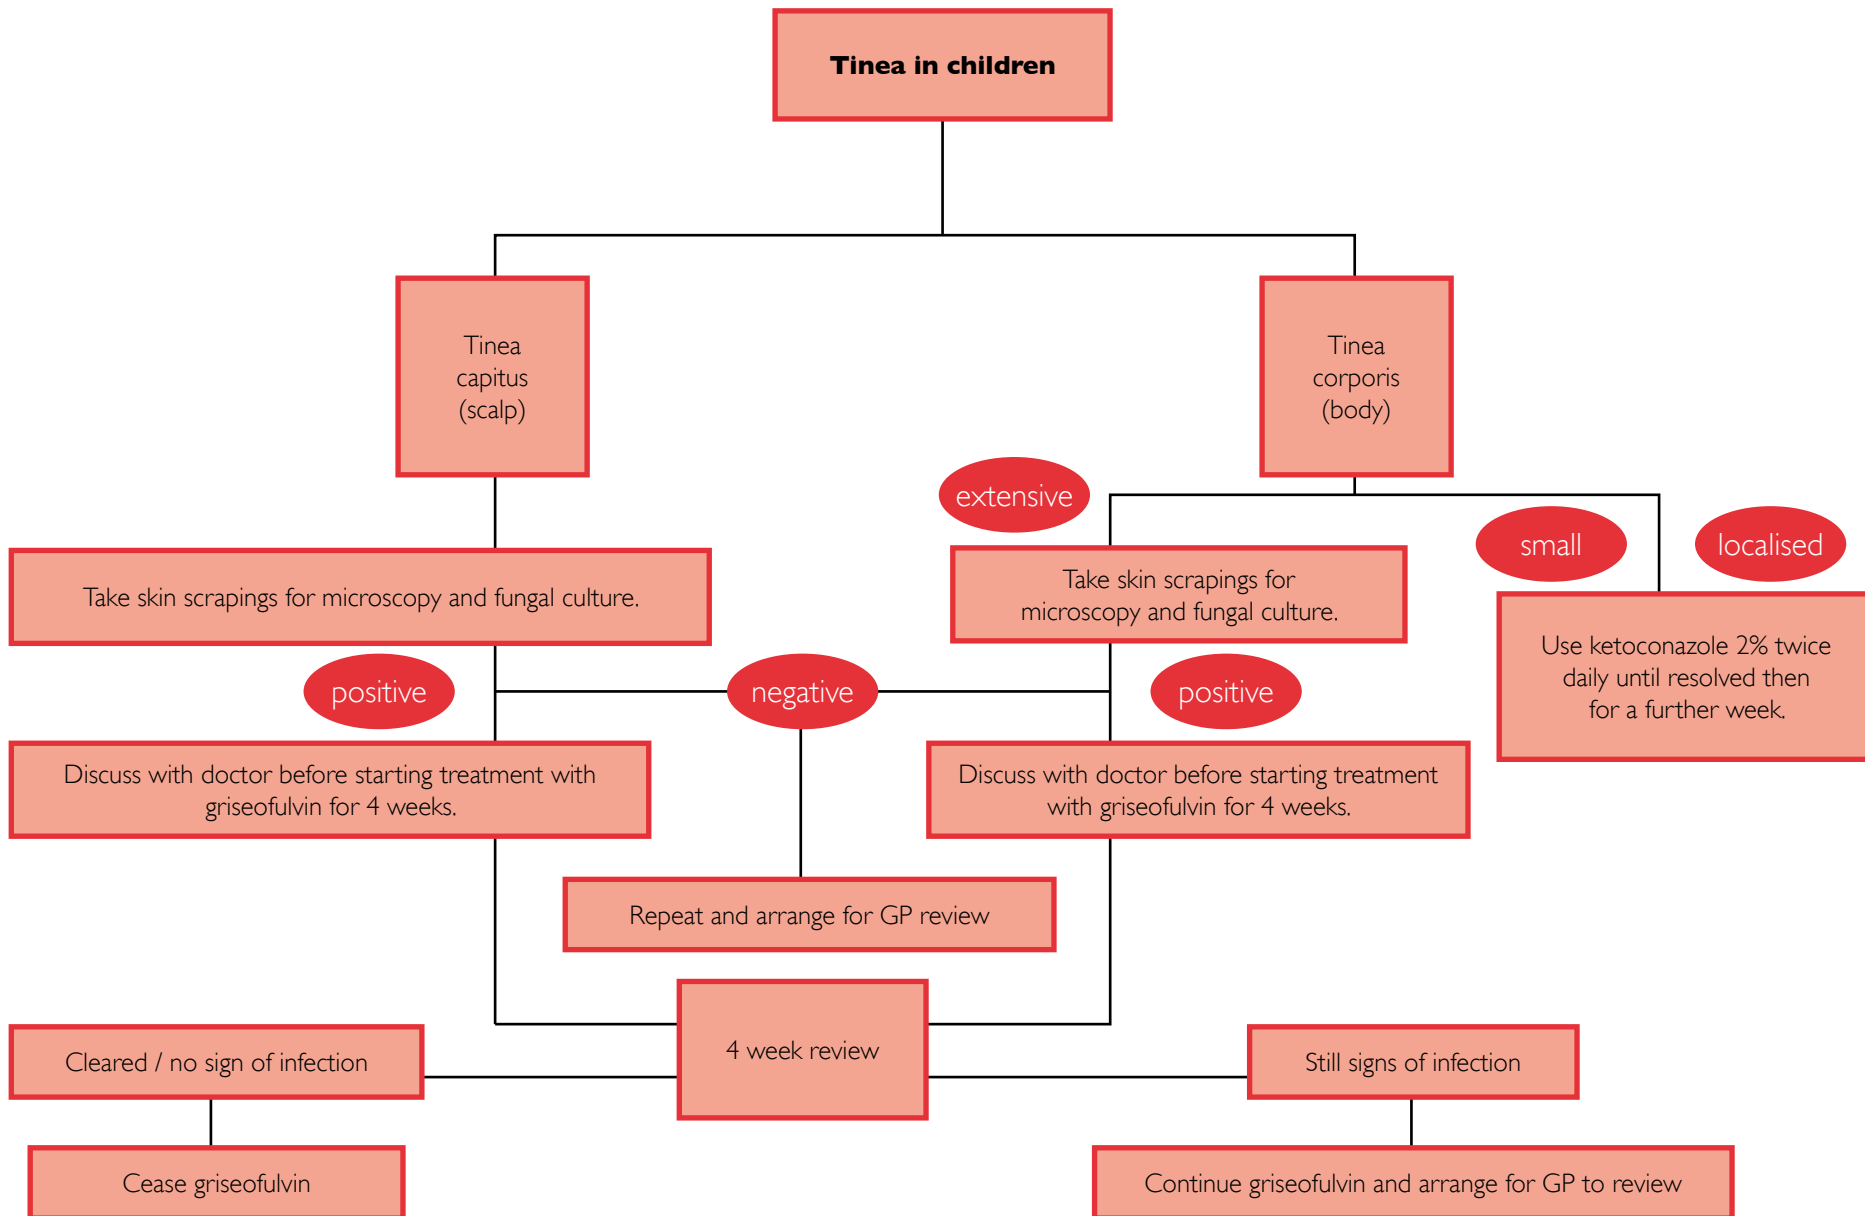 Tinea in children
Tinea
capitus
(scalp)
Tinea
corporis
(body)
extensive
small
localised
Take skin scrapings for microscopy and fungal culture.
Take skin scrapings for
microscopy and fungal culture.
Use ketoconazole 2% twice
daily until resolved then
for a further week.
positive
negative
positive
Discuss with doctor before starting treatment with
griseofulvin for 4 weeks.
Discuss with doctor before starting treatment
with griseofulvin for 4 weeks.
Repeat and arrange for GP review
4 week review
Cleared / no sign of infection
Still signs of infection
Cease griseofulvin
Continue griseofulvin and arrange for GP to review